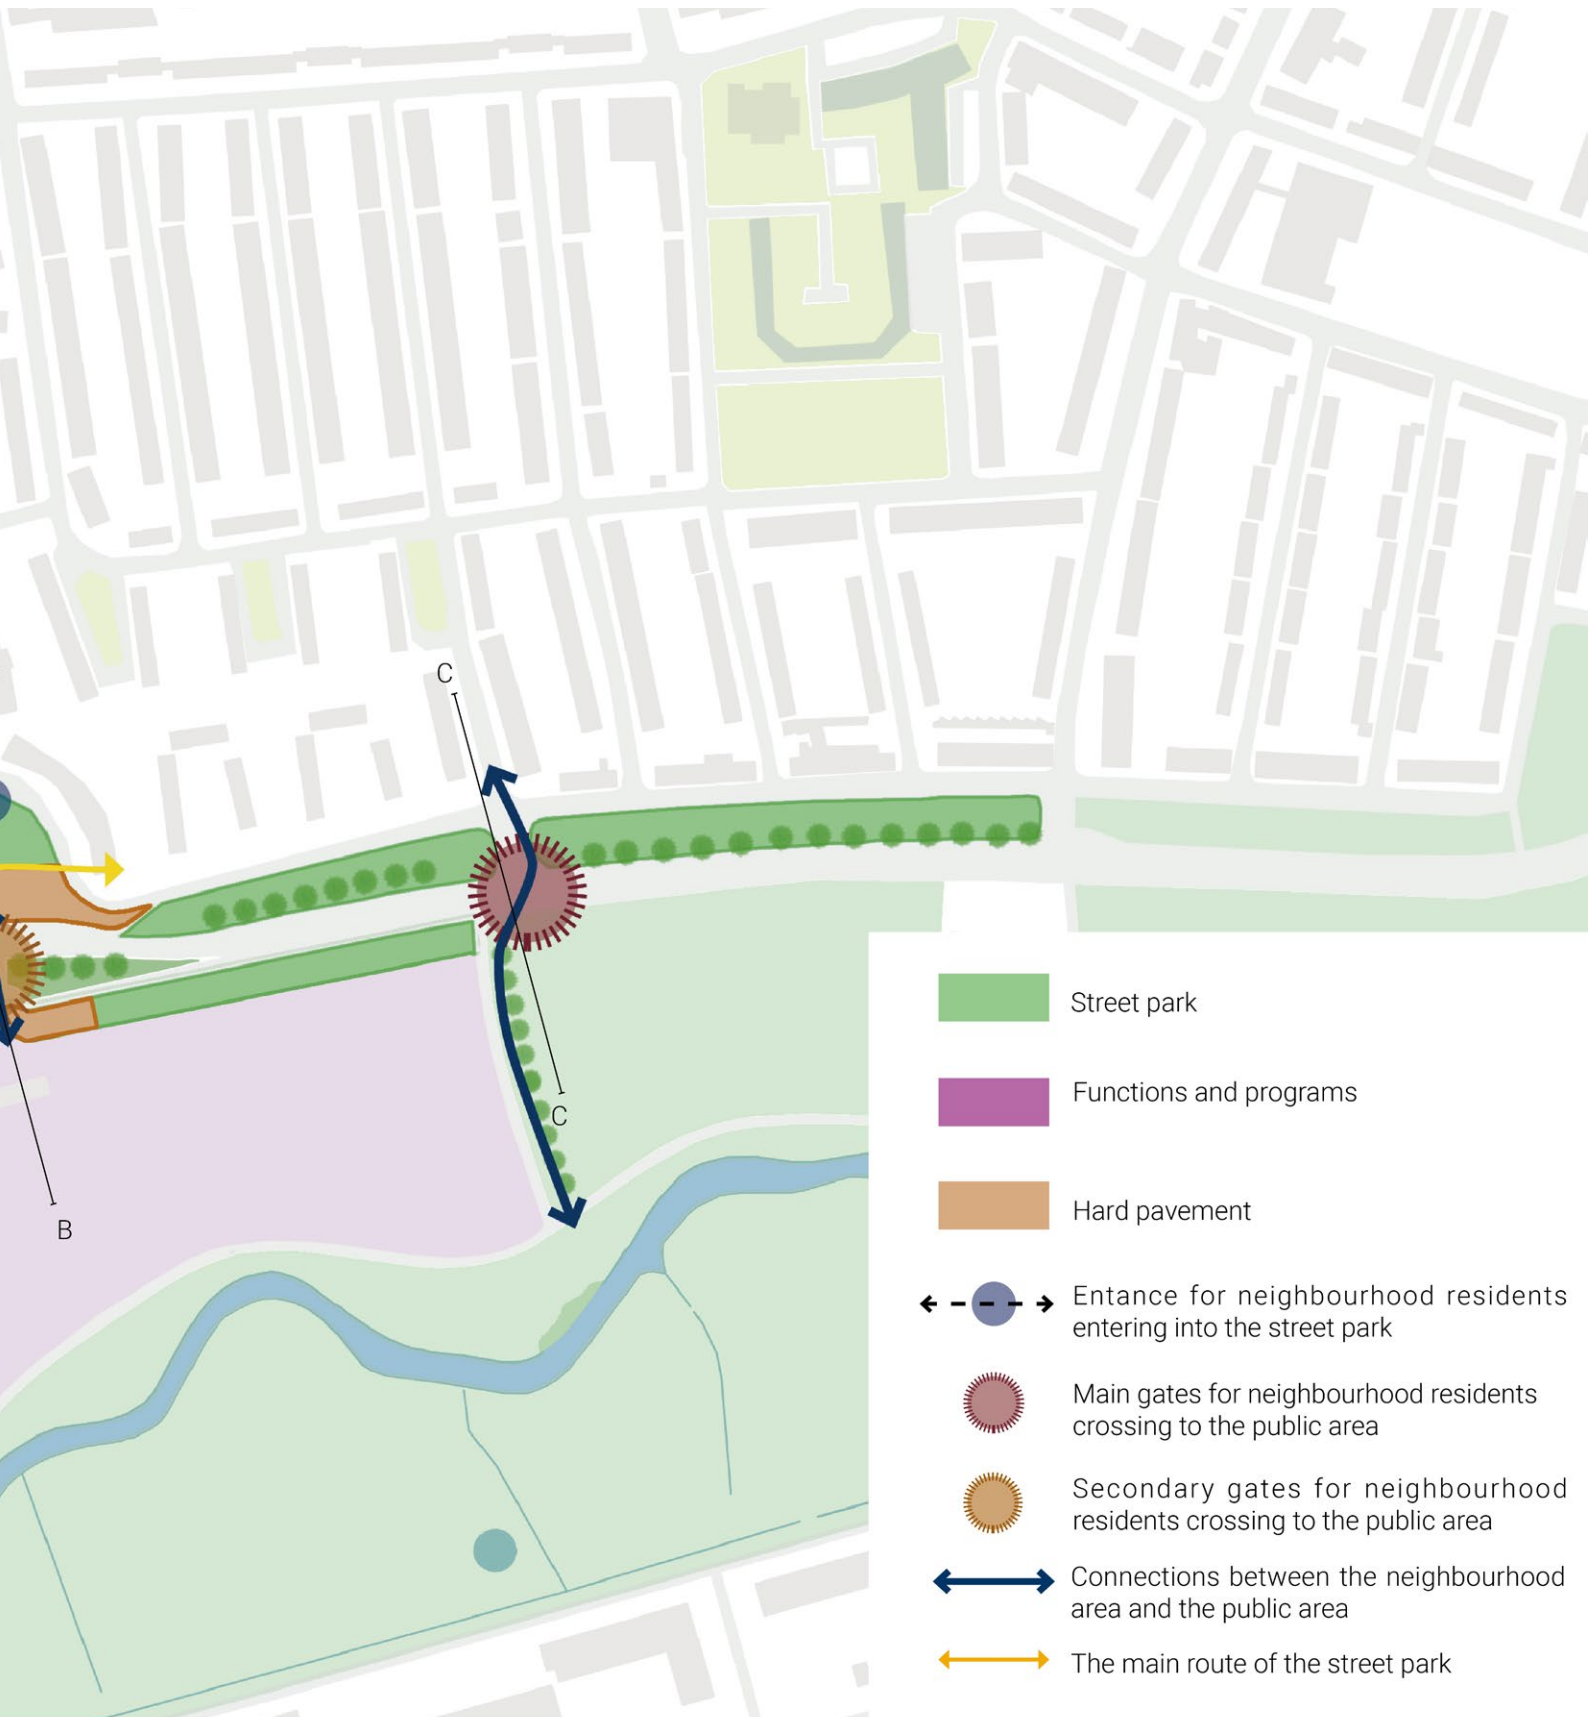 C
C
B
Street park
Functions and programs
Hard pavement
Entance for neighbourhood residents
entering into the street park
Main gates for neighbourhood residents
crossing to the public area
Secondary gates for neighbourhood
residents crossing to the public area
Connections between the neighbourhood
area and the public area
The main route of the street park